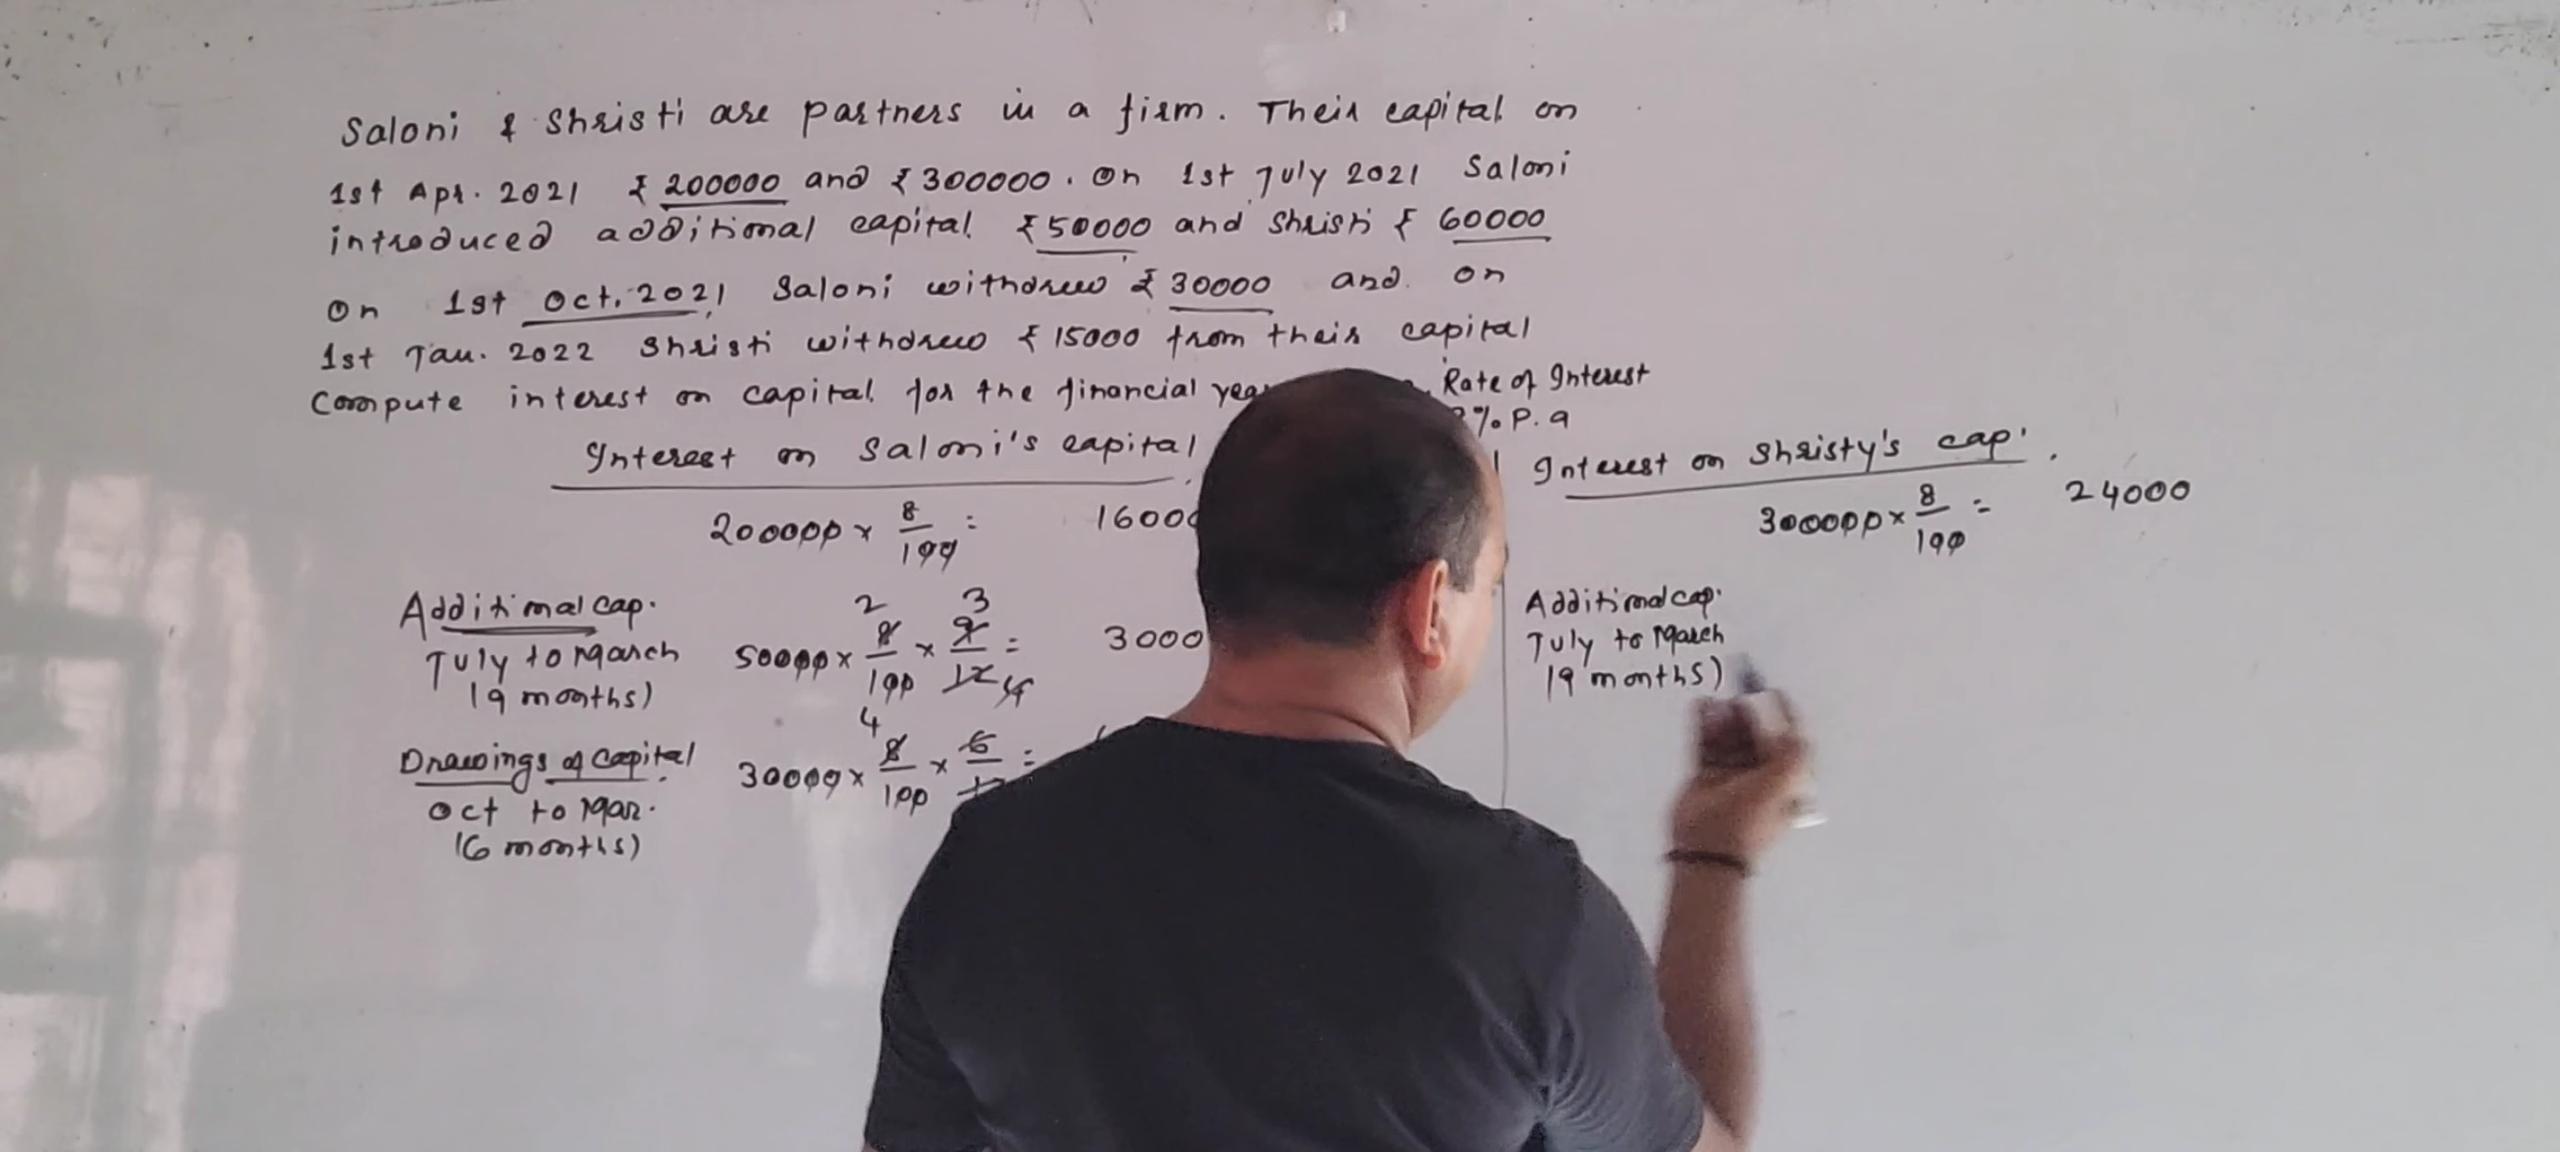 Saloni & Shristi are partners in a firm. Their capital on
1st Apr. 2021 ₹ 200000 and ₹ 300000. On 1st July 2021 Saloni
introduced additional capital ₹ 50000 and Shristi ₹ 60000
On 1st Oct. 2021 Saloni withdrew ₹ 30000 and on
1st Jan. 2022 Shristi withdrew ₹ 15000 from their capital
Compute interest on capital for the financial year
Rate of Interest
% P.a
Interest on Saloni's capital
200000 × 8/100 = 1600
Additional cap. 2 3
July to March 50000 × 8/100 × 9/12 = 3000
(9 months) 4
Drawings of Capital 4
30000 × 8/100 × 6 =
Oct to Mar.
(6 months)
Interest on Shristy's cap.
300000 × 8/100 = 24000
Additional cap.
July to March
(9 months)